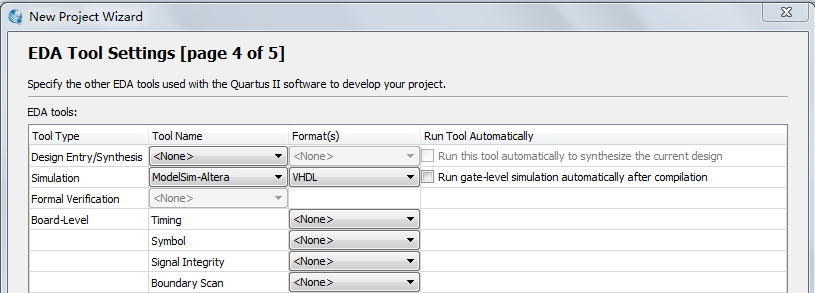 New Project Wizard
EDA Tool Settings [page 4 of 5]
Specify the other EDA tools used with the Quartus II software to develop your project.
EDA tools:
Tool Type Tool Name Format(s) Run Tool Automatically
Design Entry/Synthesis <None> <None> Run this tool automatically to synthesize the current design
Simulation ModelSim-Altera VHDL Run gate-level simulation automatically after compilation
Formal Verification <None>
Board-Level Timing <None>
Symbol <None>
Signal Integrity <None>
Boundary Scan <None>